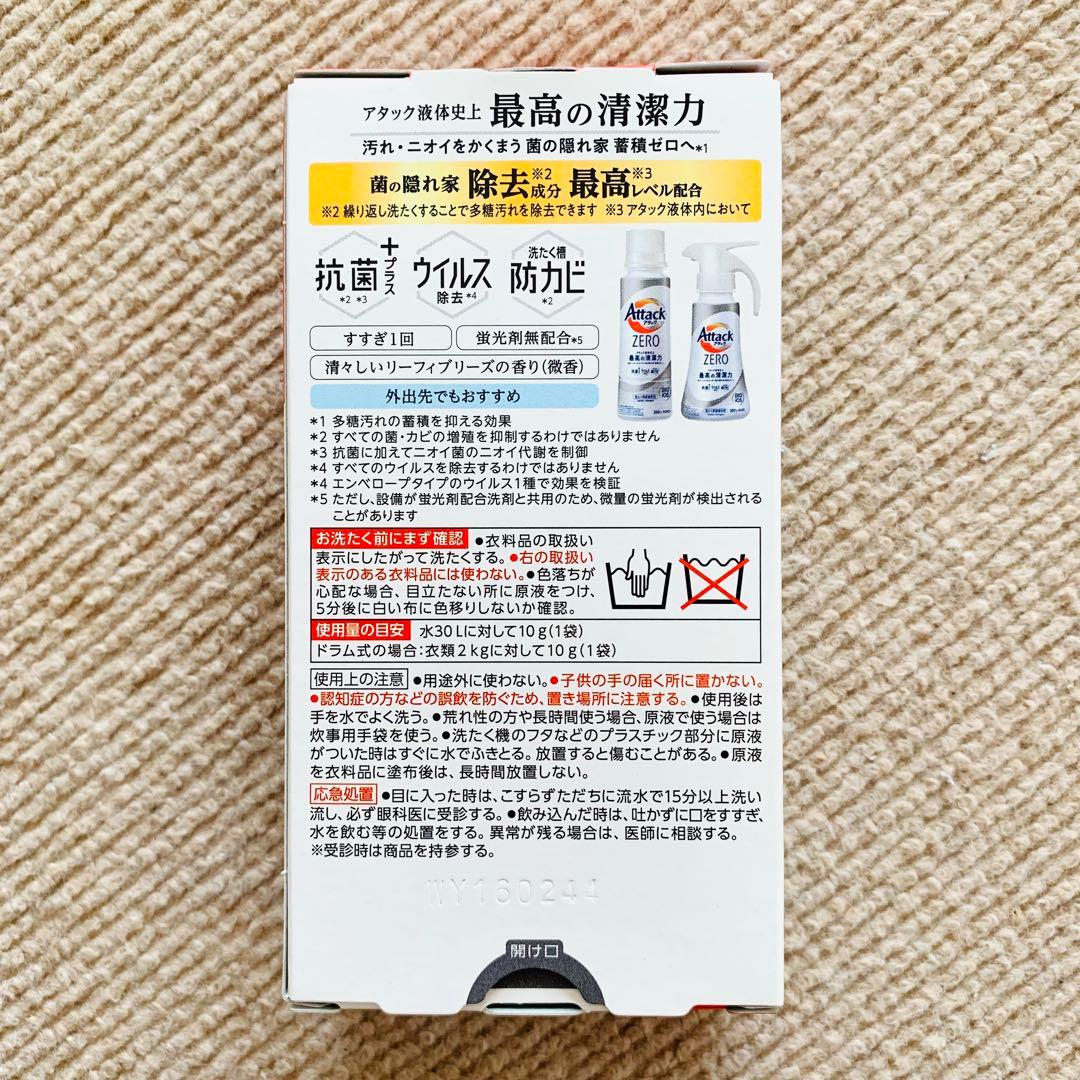 アタック液体史上 最高の清潔力
汚れ・ニオイをかくまう 菌の隠れ家 蓄積ゼロへ*1
菌の隠れ家 除去※2成分 最高※3レベル配合
※2 繰り返し洗たくすることで多糖汚れを除去できます ※3 アタック液体内において
抗菌+プラス *2 *3
ウイルス除去*4
洗たく槽防カビ*2
Attack
アタック
ZERO
最高の清潔力
Attack
アタック
ZERO
最高の清潔力
すすぎ1回
蛍光剤無配合*5
清々しいリーフィブリーズの香り(微香)
外出先でもおすすめ
*1 多糖汚れの蓄積を抑える効果
*2 すべての菌・カビの増殖を抑制するわけではありません
*3 抗菌に加えてニオイ菌のニオイ代謝を制御
*4 すべてのウイルスを除去するわけではありません
*4 エンベロープタイプのウイルス1種で効果を検証
*5 ただし、設備が蛍光剤配合洗剤と共用のため、微量の蛍光剤が検出される
ことがあります
お洗たく前にまず確認 ●衣料品の取扱い
表示にしたがって洗たくする。●右の取扱い
表示のある衣料品には使わない。●色落ちが
心配な場合、目立たない所に原液をつけ、
5分後に白い布に色移りしないか確認。
使用量の目安 水30Lに対して10g(1袋)
ドラム式の場合:衣類2kgに対して10g(1袋)
使用上の注意 ●用途外に使わない。●子供の手の届く所に置かない。
●認知症の方などの誤飲を防ぐため、置き場所に注意する。●使用後は
手を水でよく洗う。●荒れ性の方や長時間使う場合、原液で使う場合は
炊事用手袋を使う。●洗たく機のフタなどのプラスチック部分に原液
がついた時はすぐに水でふきとる。放置すると傷むことがある。●原液
を衣料品に塗布後は、長時間放置しない。
応急処置 ●目に入った時は、こすらずただちに流水で15分以上洗い
流し、必ず眼科医に受診する。●飲み込んだ時は、吐かずに口をすすぎ、
水を飲む等の処置をする。異常が残る場合は、医師に相談する。
※受診時は商品を持参する。
WY160244
開け口